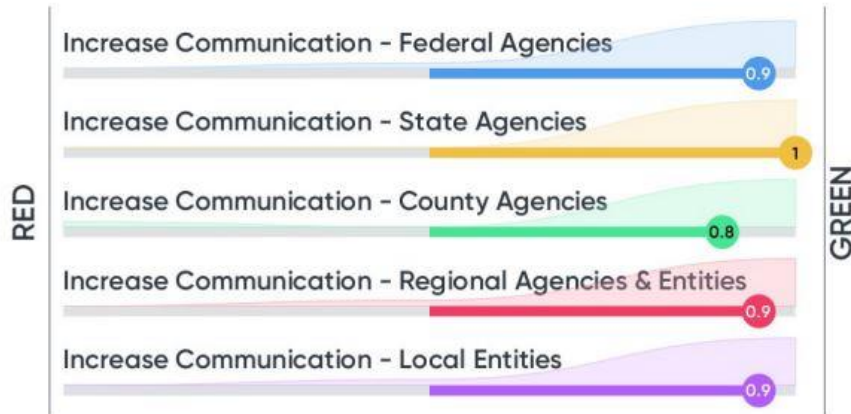 Increase Communication - Federal Agencies
0.9
Increase Communication - State Agencies
1
RED
Increase Communication - County Agencies
0.8
GREEN
Increase Communication - Regional Agencies & Entities
0.9
Increase Communication - Local Entities
0.9